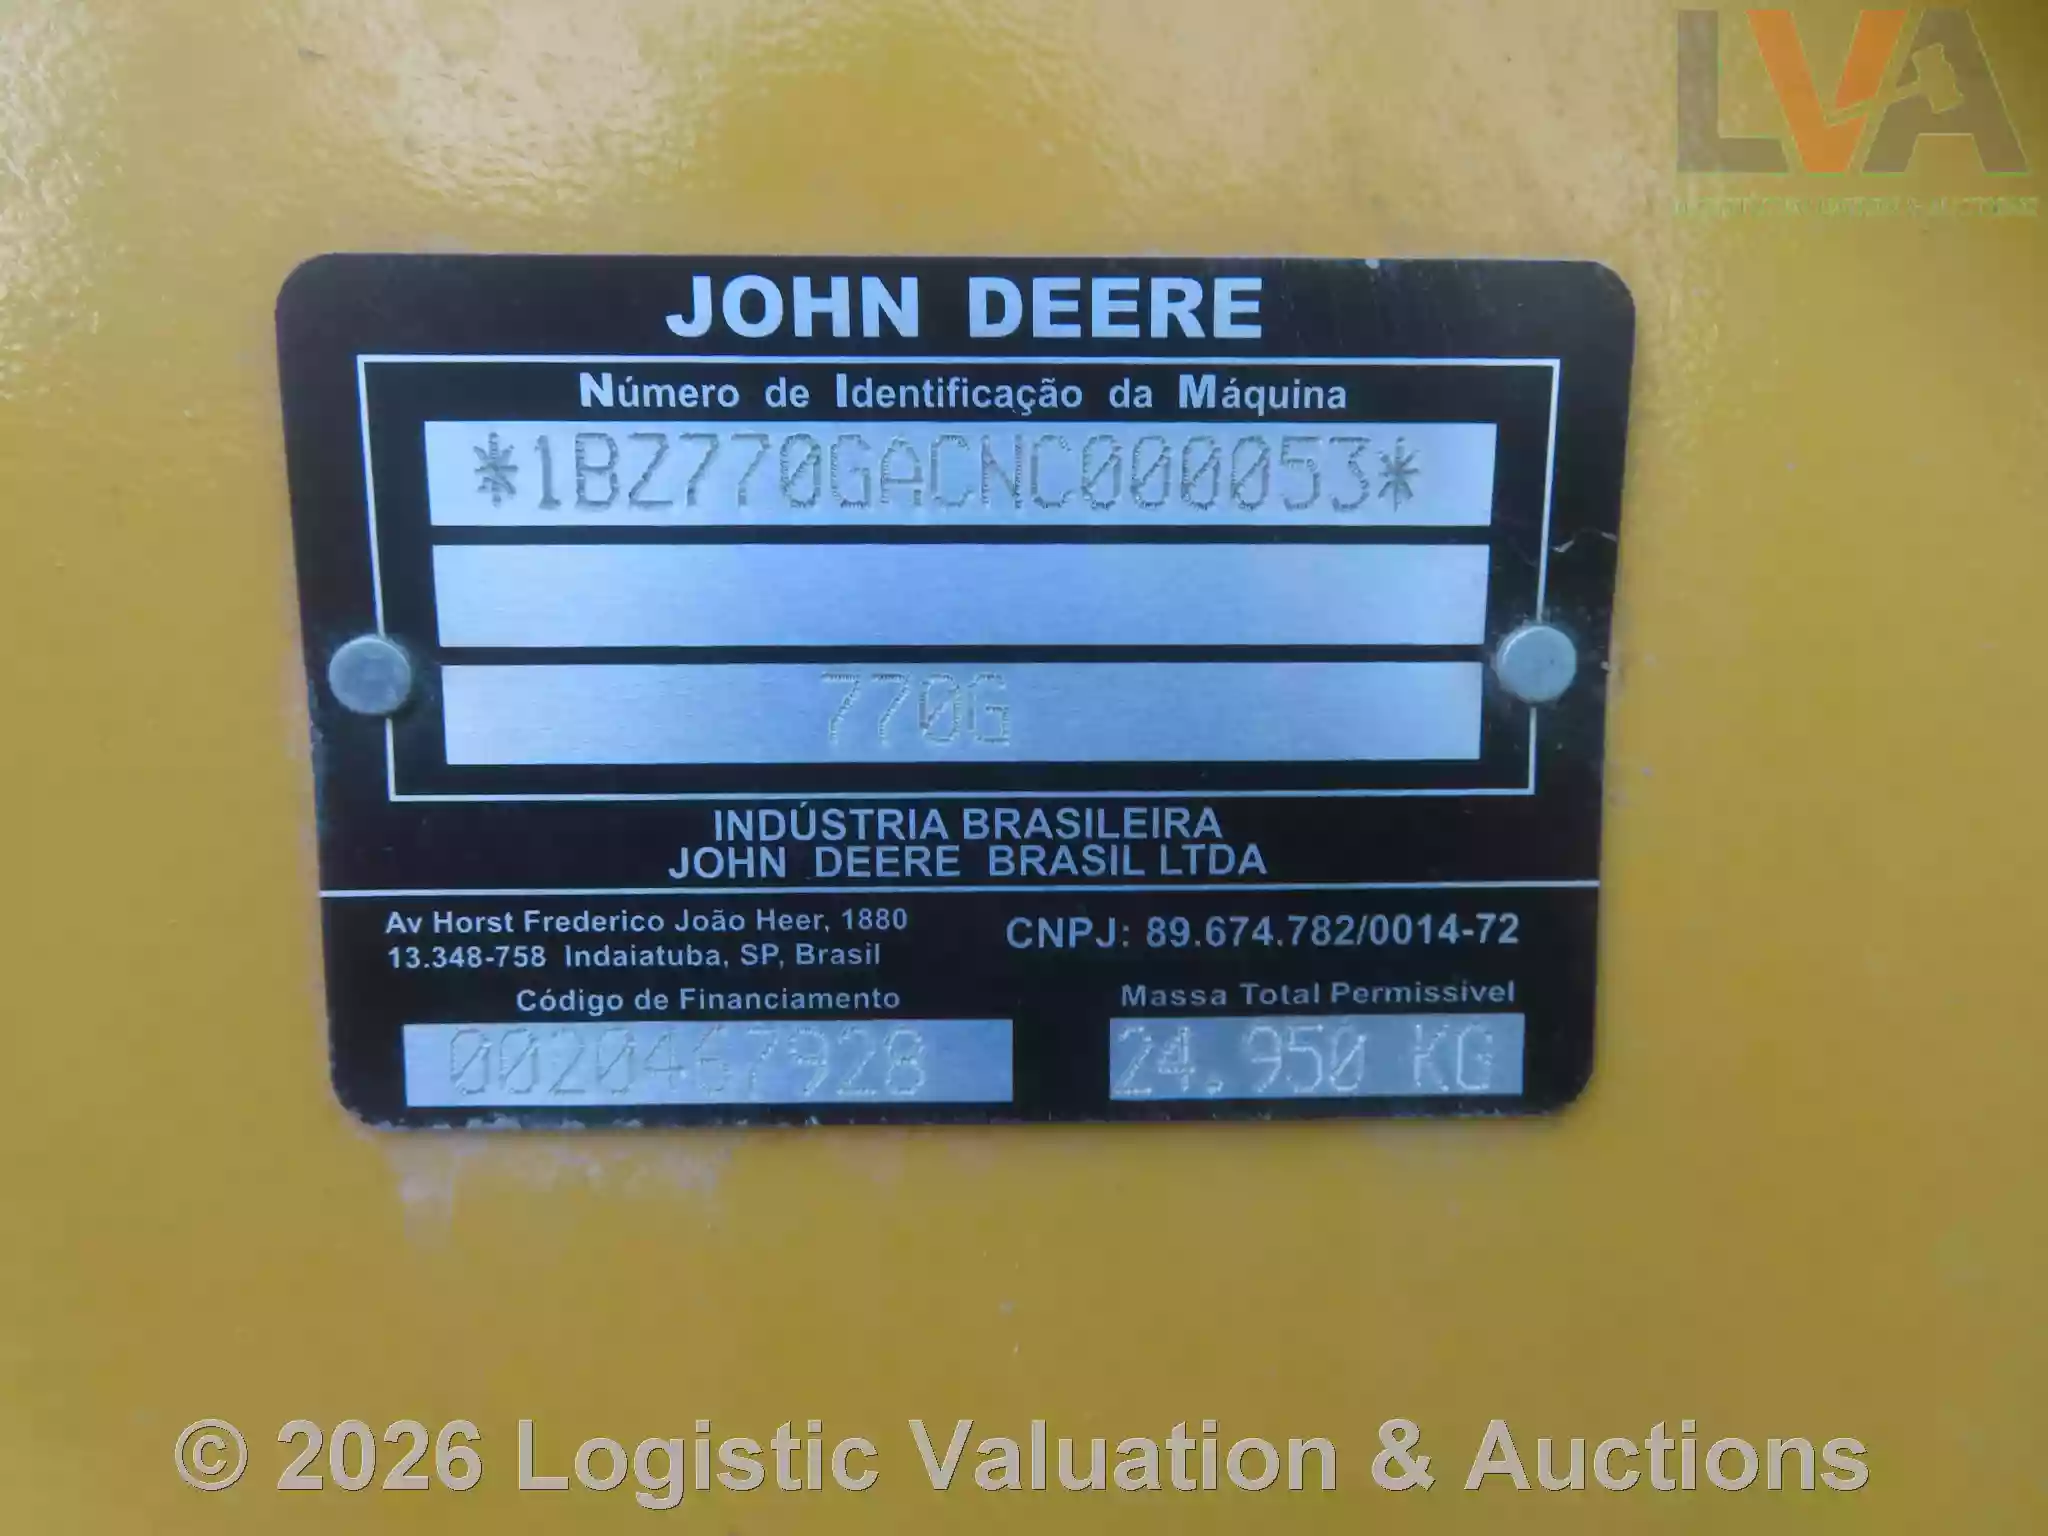 LVA
JOHN DEERE
Número de Identificação da Máquina
*1BZ770GACNC000053*
770G
INDÚSTRIA BRASILEIRA
JOHN DEERE BRASIL LTDA
Av Horst Frederico João Heer, 1880
13.348-758 Indaiatuba, SP, Brasil
CNPJ: 89.674.782/0014-72
Código de Financiamento
0020467928
Massa Total Permissivel
24.950 KG
© 2026 Logistic Valuation & Auctions